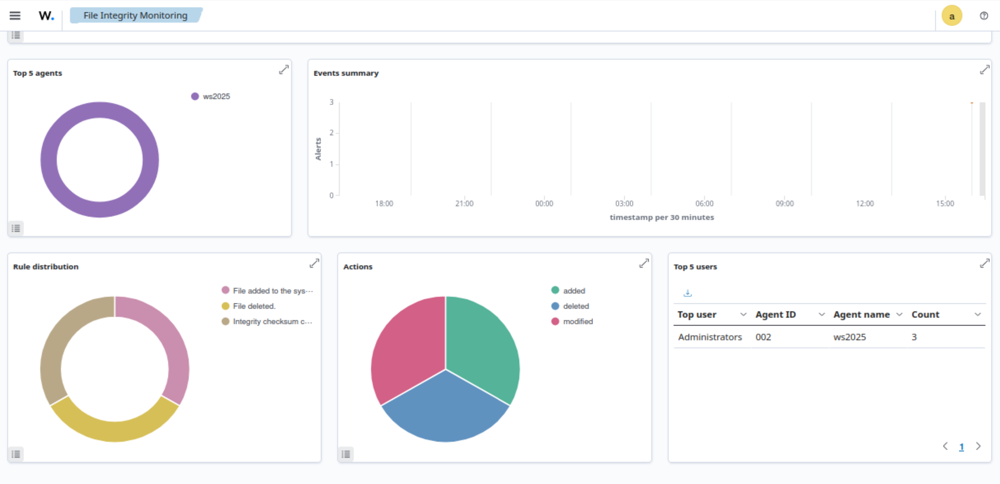 W. File Integrity Monitoring a
Top 5 agents
ws2025
Events summary
3
2
1
0
Alerts
18:00 21:00 00:00 03:00 06:00 09:00 12:00 15:00
timestamp per 30 minutes
Rule distribution
File added to the sys...
File deleted.
Integrity checksum c...
Actions
added
deleted
modified
Top 5 users
Top user Agent ID Agent name Count
Administrators 002 ws2025 3
1